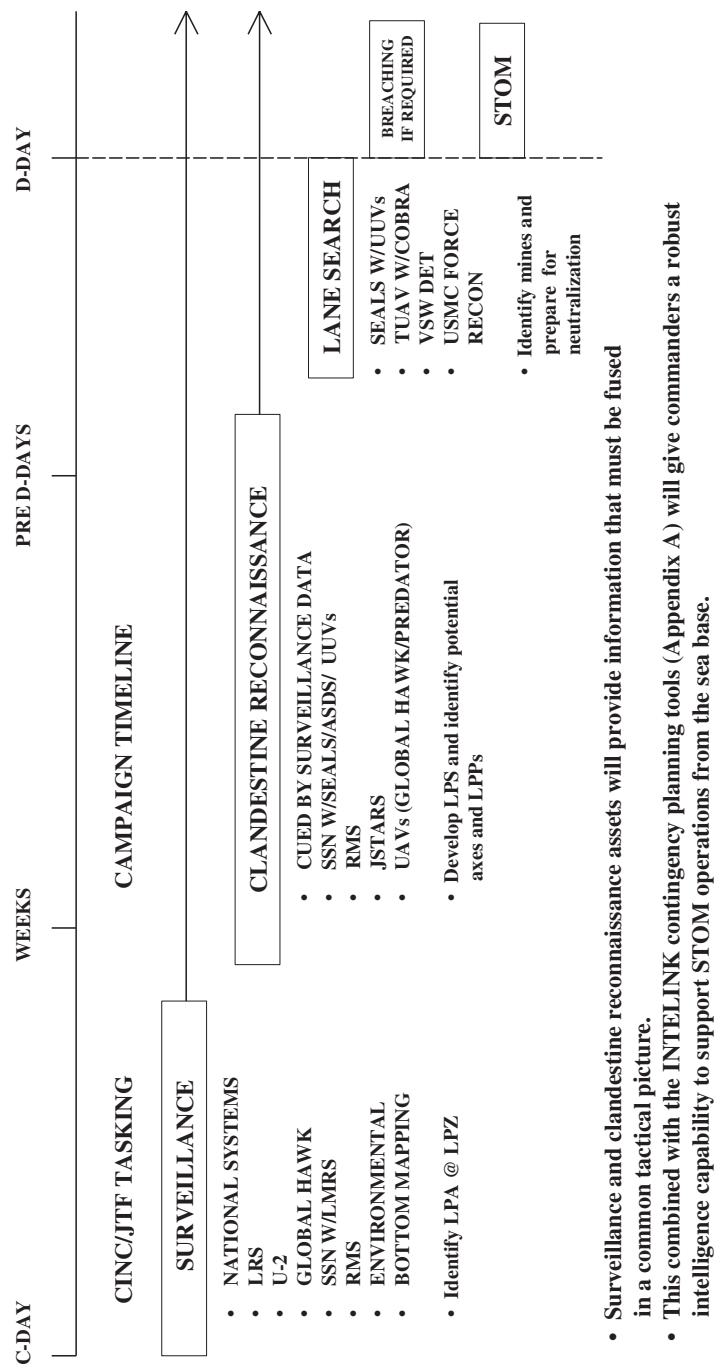 C-DAY
WEEKS
PRE D-DAYS
D-DAY
CINC/JTF TASKING
CAMPAIGN TIMELINE
SURVEILLANCE
• NATIONAL SYSTEMS
• LRS
• U-2
• GLOBAL HAWK
• SSN W/LMRS
• RMS
• ENVIRONMENTAL
• BOTTOM MAPPING
• Identify LPA @ LPZ
CLANDESTINE RECONNAISSANCE
• CUED BY SURVEILLANCE DATA
• SSN W/SEALS/ASDS/ UUVs
• RMS
• JSTARS
• UAVs (GLOBAL HAWK/PREDATOR)
• Develop LPS and identify potential
axes and LPPs
LANE SEARCH
• SEALS W/UUVs
• TUAV W/COBRA
• VSW DET
• USMC FORCE
RECON
• Identify mines and
prepare for
neutralization
BREACHING
IF REQUIRED
STOM
• Surveillance and clandestine reconnaissance assets will provide information that must be fused
in a common tactical picture.
• This combined with the INTELINK contingency planning tools (Appendix A) will give commanders a robust
intelligence capability to support STOM operations from the sea base.